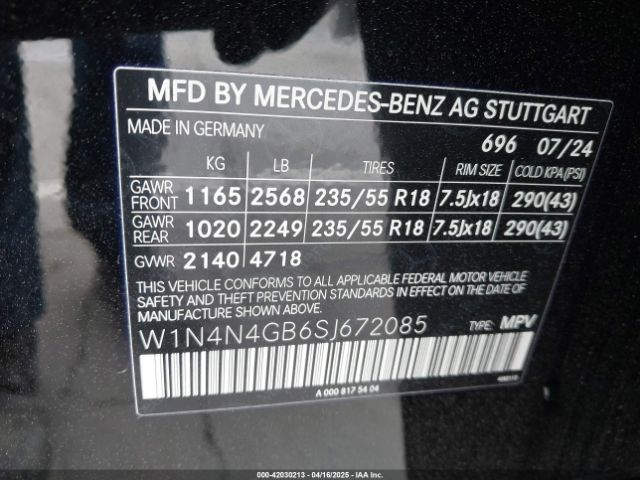 MFD BY MERCEDES-BENZ AG STUTTGART
MADE IN GERMANY 696 07/24
KG LB TIRES RIM SIZE COLD KPA(PSI)
GAWR FRONT 1165 2568 235/55 R18 7.5Jx18 290(43)
GAWR REAR 1020 2249 235/55 R18 7.5Jx18 290(43)
GVWR 2140 4718
THIS VEHICLE CONFORMS TO ALL APPLICABLE FEDERAL MOTOR VEHICLE
SAFETY AND THEFT PREVENTION STANDARDS IN EFFECT ON THE DATE OF
MANUFACTURE SHOWN ABOVE.
W1N4N4GB6SJ672085 TYPE: MPV
A 000 817 54 04
000-42030213 - 04/16/2025 - IAAI.COM